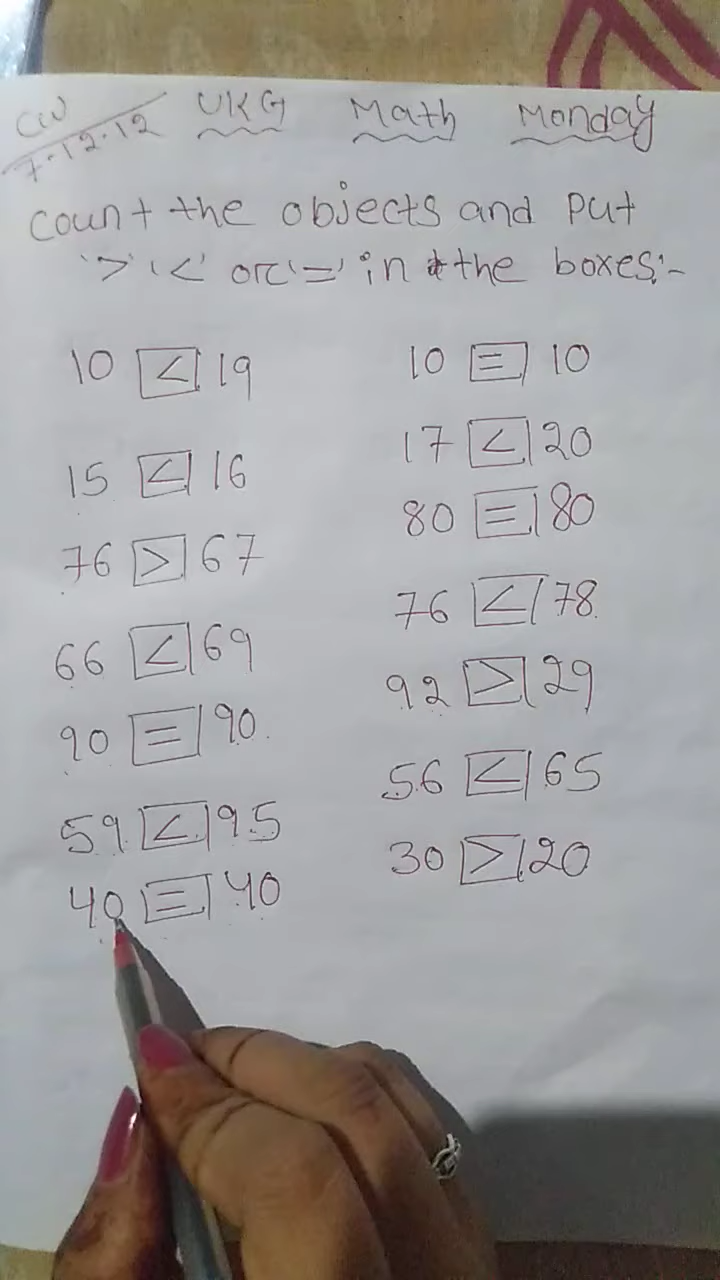 CW UKG Math Monday
7.12.12
Count the objects and put
'>' '<' or '=' in the boxes:-
10 < 19 10 = 10
15 < 16 17 < 20
76 > 67 80 = 80
66 < 69 76 < 78
90 = 90 92 > 29
59 < 95 56 < 65
40 = 40 30 > 20